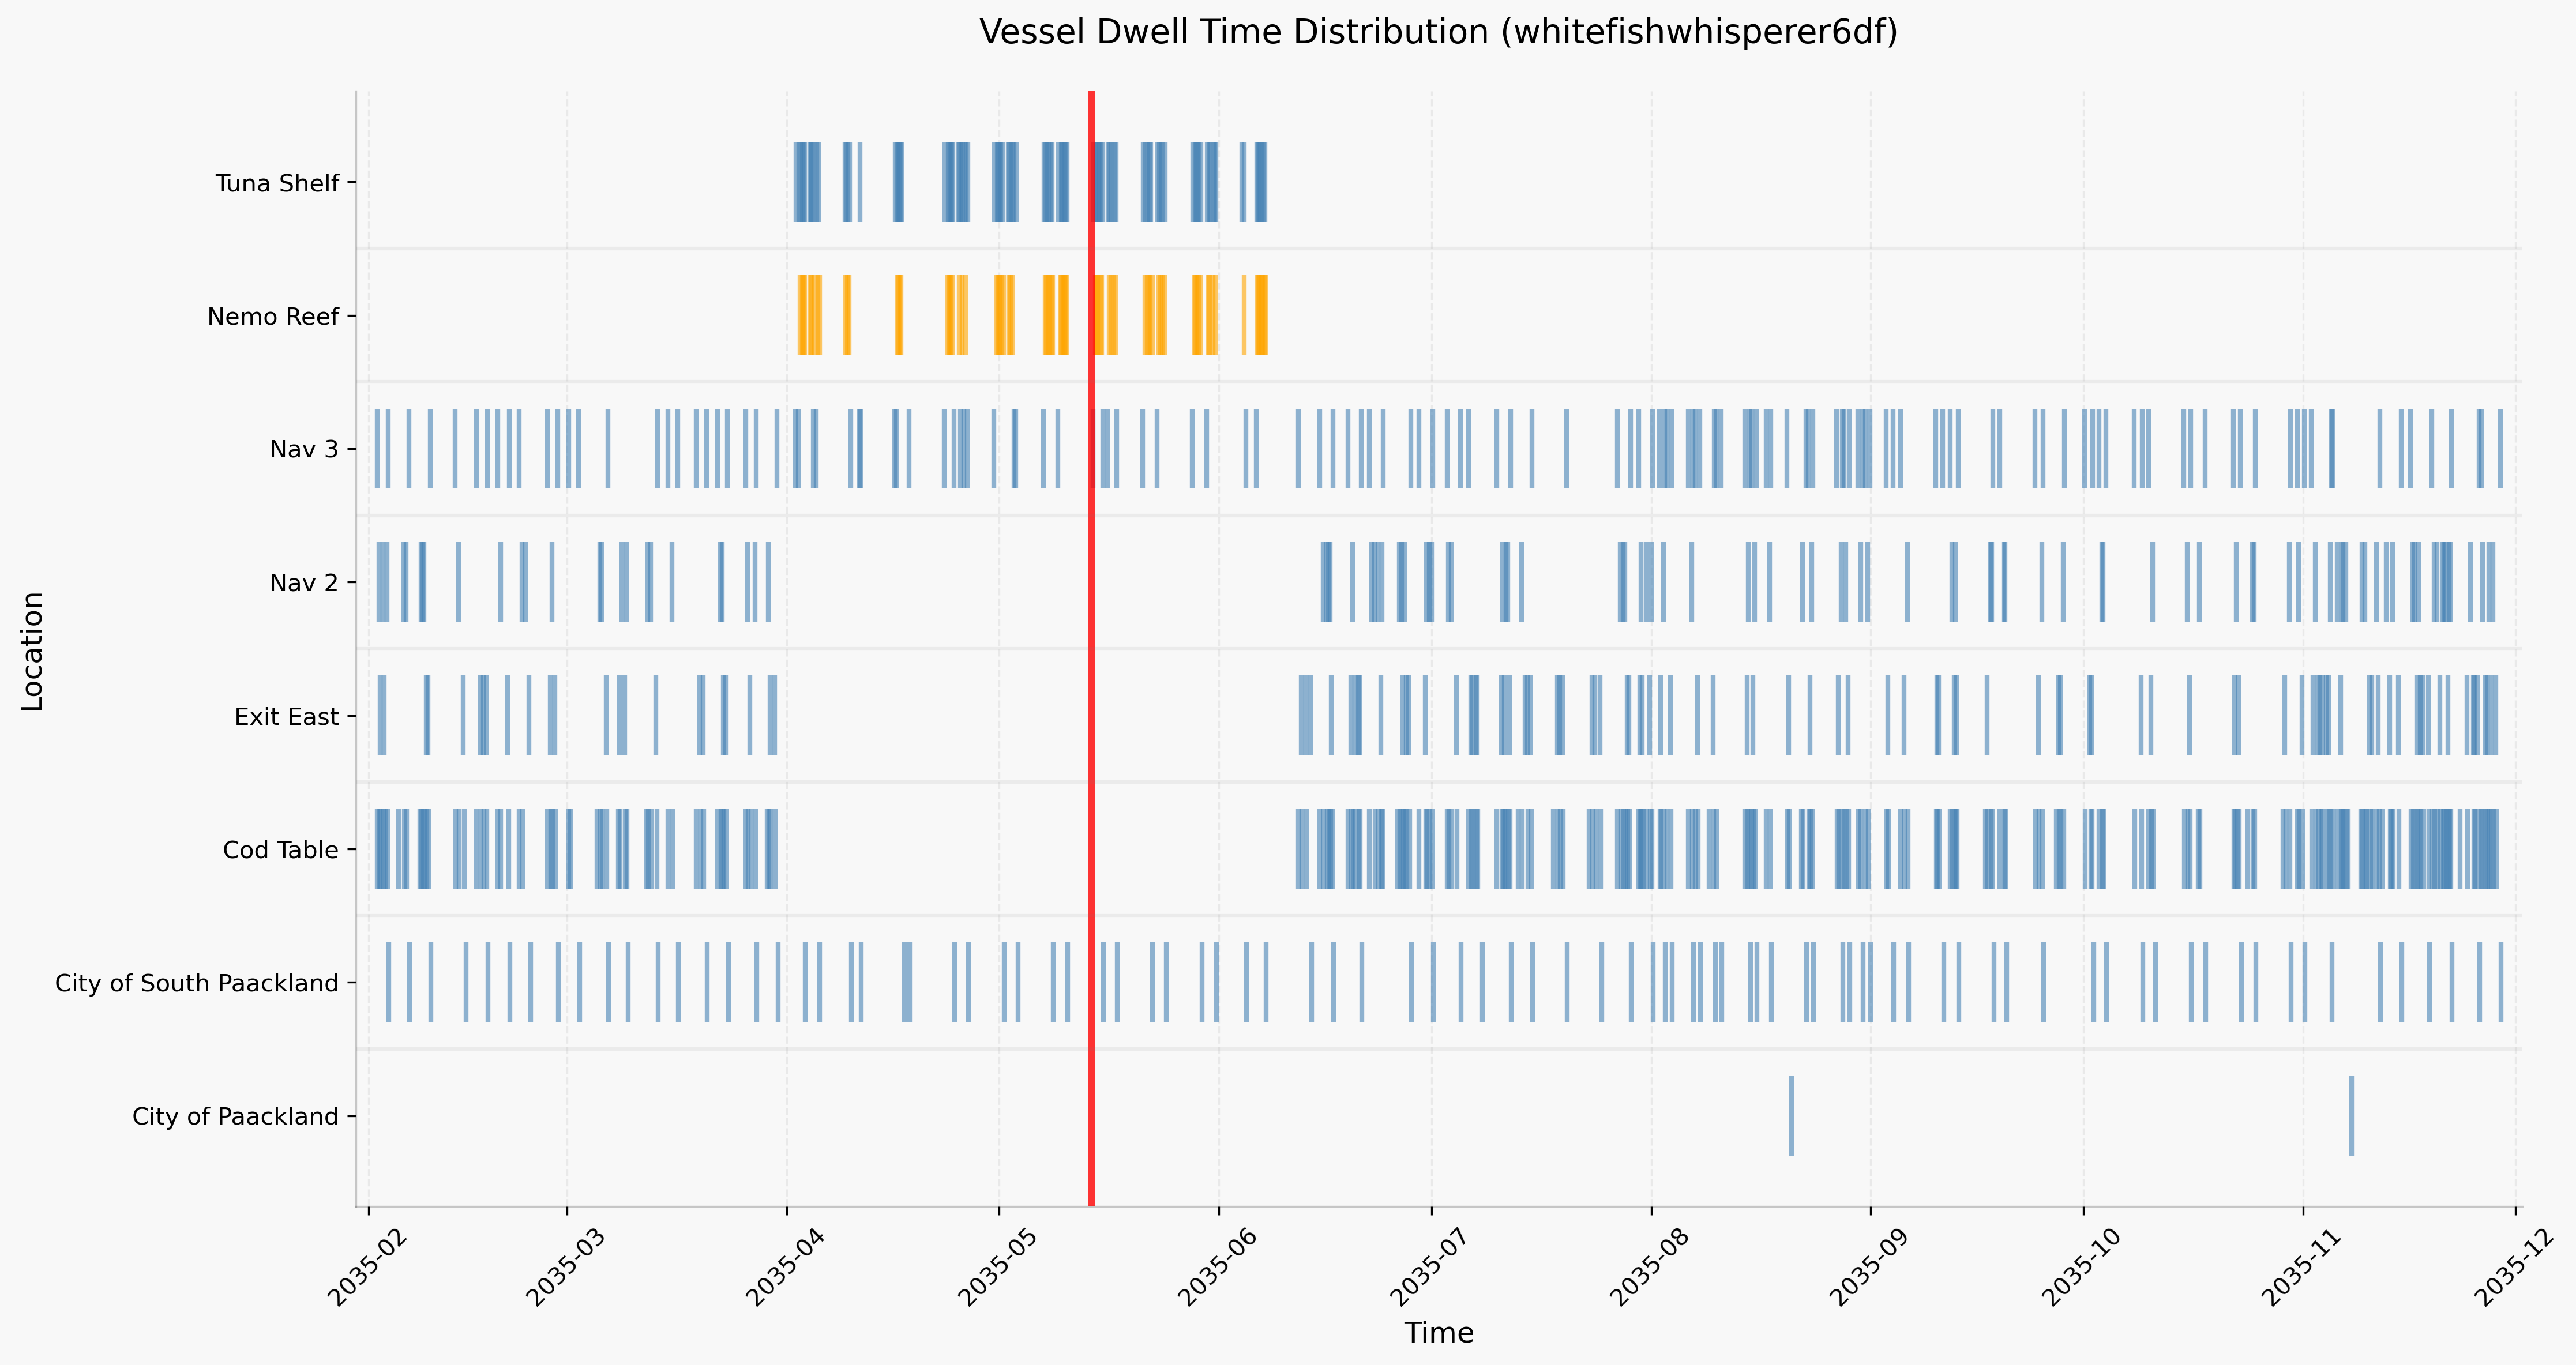 Vessel Dwell Time Distribution (whitefishwhisperer6df)
Location
Tuna Shelf
Nemo Reef
Nav 3
Nav 2
Exit East
Cod Table
City of South Paackland
City of Paackland
2035-02
2035-03
2035-04
2035-05
2035-06
2035-07
2035-08
2035-09
2035-10
2035-11
2035-12
Time